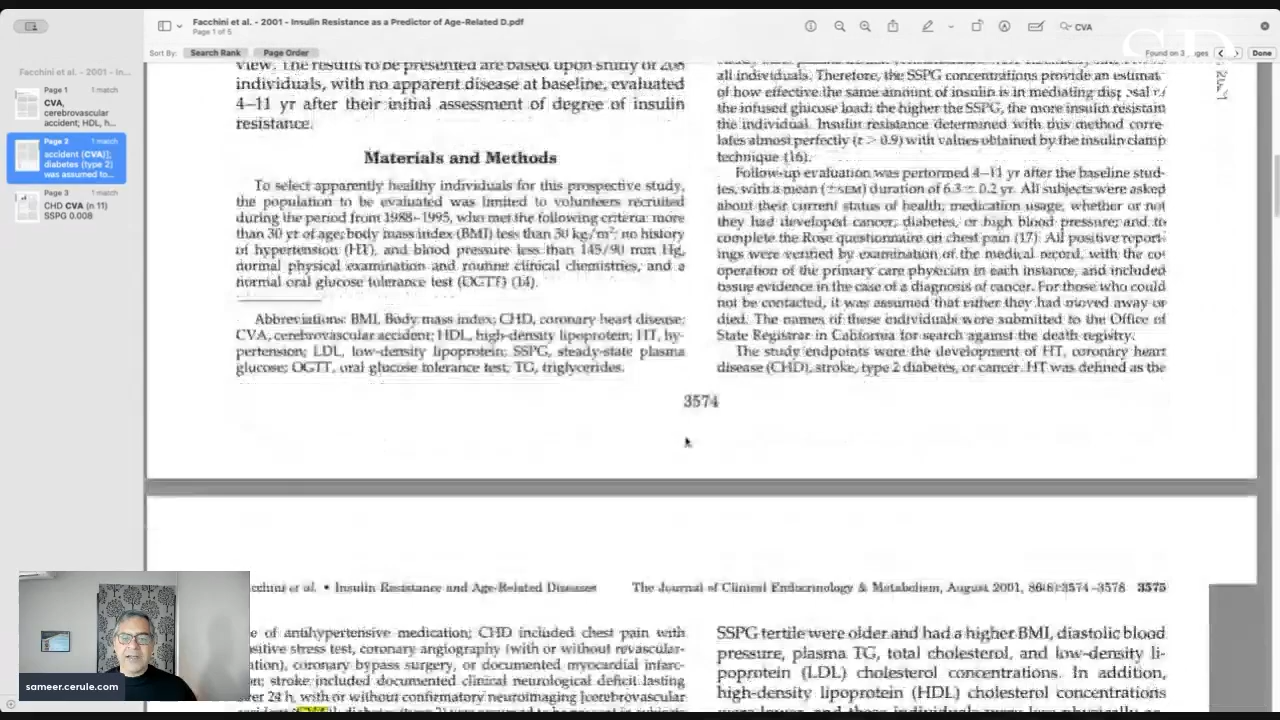 Facchini et al. - 2001 - Insulin Resistance as a Predictor of Age-Related D.pdf
Page 1 of 5
CVA
Sort By: Search Rank Page Order
Found on 3
Done
Facchini et al. - 2001 - In...
Page 1 1 match
CVA,
cerebrovascular
accident; HDL, h...
Page 2 1 match
accident (CVA)];
diabetes (type 2)
was assumed to...
Page 3 1 match
CHD CVA (n 11)
SSPG 0.008
view. The results to be presented are based upon study of 208
individuals, with no apparent disease at baseline, evaluated
4–11 yr after their initial assessment of degree of insulin
resistance.
Materials and Methods
To select apparently healthy individuals for this prospective study,
the population to be evaluated was limited to volunteers recruited
during the period from 1988–1995, who met the following criteria: more
than 30 yr of age; body mass index (BMI) less than 30 kg/m²; no history
of hypertension (HT), and blood pressure less than 145/90 mm Hg,
normal physical examination and routine clinical chemistries, and a
normal oral glucose tolerance test (OGTT) (14).
Abbreviations: BMI, Body mass index; CHD, coronary heart disease;
CVA, cerebrovascular accident; HDL, high-density lipoprotein; HT, hy-
pertension; LDL, low-density lipoprotein; SSPG, steady-state plasma
glucose; OGTT, oral glucose tolerance test; TG, triglycerides.
all individuals. Therefore, the SSPG concentrations provide an estimat
of how effective the same amount of insulin is in mediating disposal of
the infused glucose load; the higher the SSPG, the more insulin resistant
the individual. Insulin resistance determined with this method corre-
lates almost perfectly (r > 0.9) with values obtained by the insulin clamp
technique (16).
Follow-up evaluation was performed 4–11 yr after the baseline stud-
ies, with a mean (±SEM) duration of 6.3 ± 0.2 yr. All subjects were asked
about their current status of health, medication usage, whether or not
they had developed cancer, diabetes, or high blood pressure; and to
complete the Rose questionnaire on chest pain (17). All positive report-
ings were verified by examination of the medical record, with the co-
operation of the primary care physician in each instance, and included
tissue evidence in the case of a diagnosis of cancer. For those who could
not be contacted, it was assumed that either they had moved away or
died. The names of these individuals were submitted to the Office of
State Registrar in California for search against the death registry.
The study endpoints were the development of HT, coronary heart
disease (CHD), stroke, type 2 diabetes, or cancer. HT was defined as the
3574
cchini et al. • Insulin Resistance and Age-Related Diseases
The Journal of Clinical Endocrinology & Metabolism, August 2001, 86(8):3574–3578 3575
e of antihypertensive medication; CHD included chest pain with
sitive stress test, coronary angiography (with or without revascular-
ation), coronary bypass surgery, or documented myocardial infarc-
on; stroke included documented clinical neurological deficit lasting
er 24 h, with or without confirmatory neuroimaging [cerebrovascular
SSPG tertile were older and had a higher BMI, diastolic blood
pressure, plasma TG, total cholesterol, and low-density li-
poprotein (LDL) cholesterol concentrations. In addition,
high-density lipoprotein (HDL) cholesterol concentrations
sameer.cerule.com